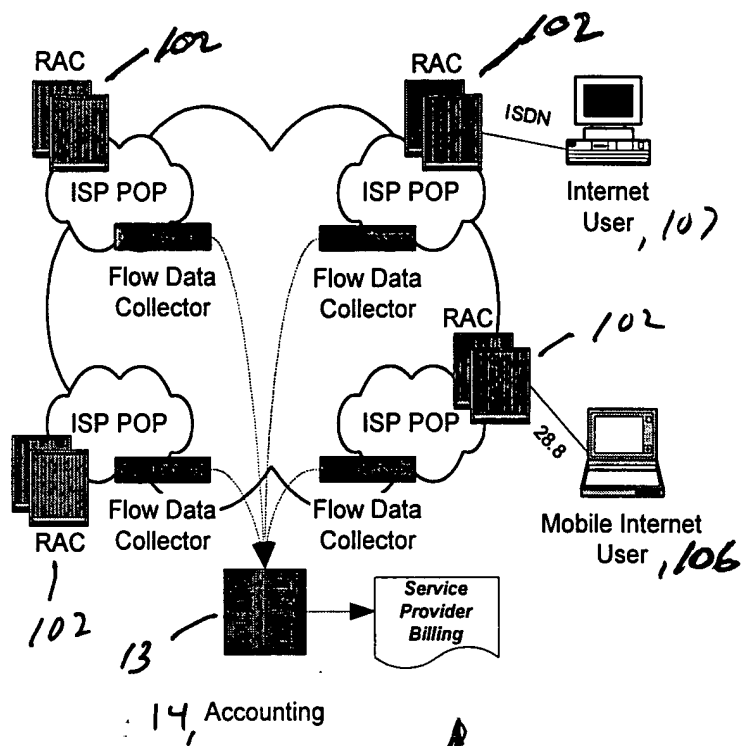 102
RAC
102
RAC
ISDN
ISP POP
ISP POP
Internet
User, 107
Flow Data
Collector
Flow Data
Collector
RAC
102
ISP POP
ISP POP
28.8
Flow Data
Collector
Flow Data
Collector
RAC
102
Mobile Internet
User, 106
Service
Provider
Billing
13
14, Accounting